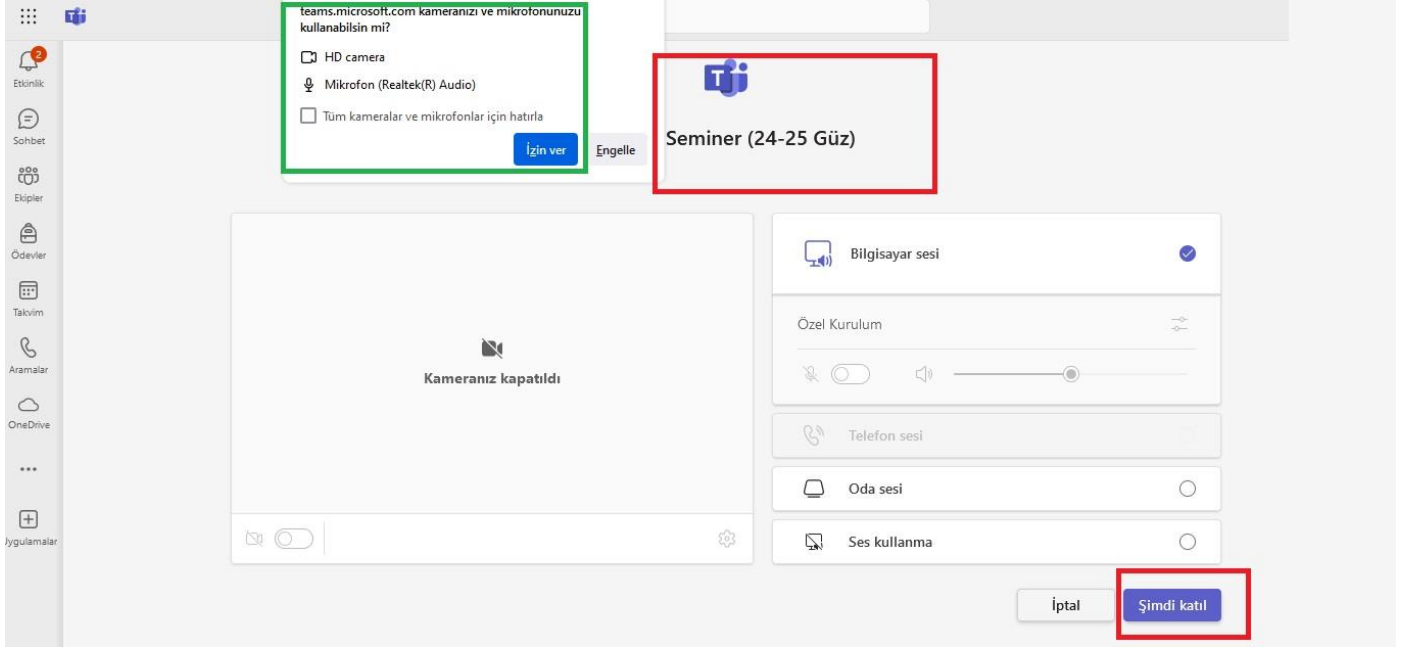 teams.microsoft.com kameranızı ve mikrofonunuzu
kullanabilsin mi?
HD camera
Mikrofon (Realtek(R) Audio)
Tüm kameralar ve mikrofonlar için hatırla
İzin ver
Engelle
2
Etkinlik
Sohbet
Ekipler
Ödevler
Takvim
Aramalar
OneDrive
Uygulamalar
Seminer (24-25 Güz)
Kameranız kapatıldı
Bilgisayar sesi
Özel Kurulum
Telefon sesi
Oda sesi
Ses kullanma
İptal
Şimdi katıl